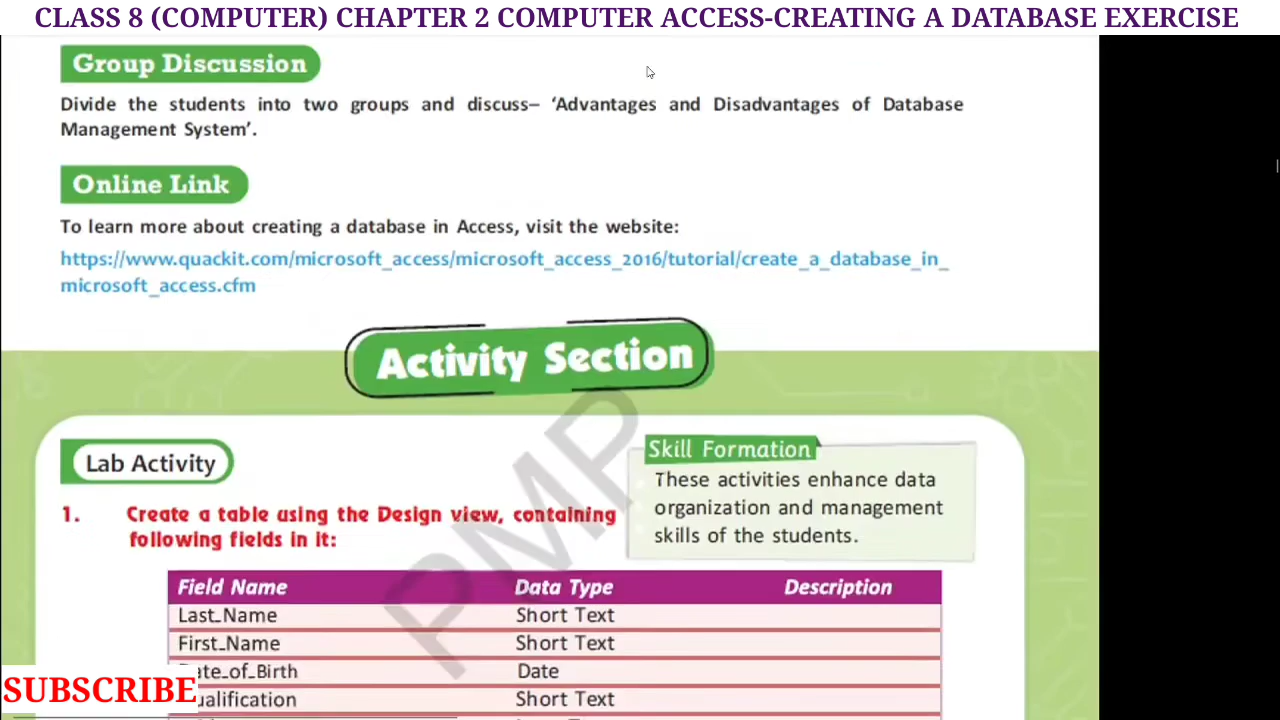 CLASS 8 (COMPUTER) CHAPTER 2 COMPUTER ACCESS-CREATING A DATABASE EXERCISE
Group Discussion
Divide the students into two groups and discuss– ‘Advantages and Disadvantages of Database
Management System’.
Online Link
To learn more about creating a database in Access, visit the website:
https://www.quackit.com/microsoft_access/microsoft_access_2016/tutorial/create_a_database_in_
microsoft_access.cfm
Activity Section
Lab Activity
Skill Formation
These activities enhance data
organization and management
skills of the students.
1. Create a table using the Design view, containing
following fields in it:
Field Name Data Type Description
Last_Name Short Text
First_Name Short Text
ate_of_Birth Date
ualification Short Text
PMP
SUBSCRIBE